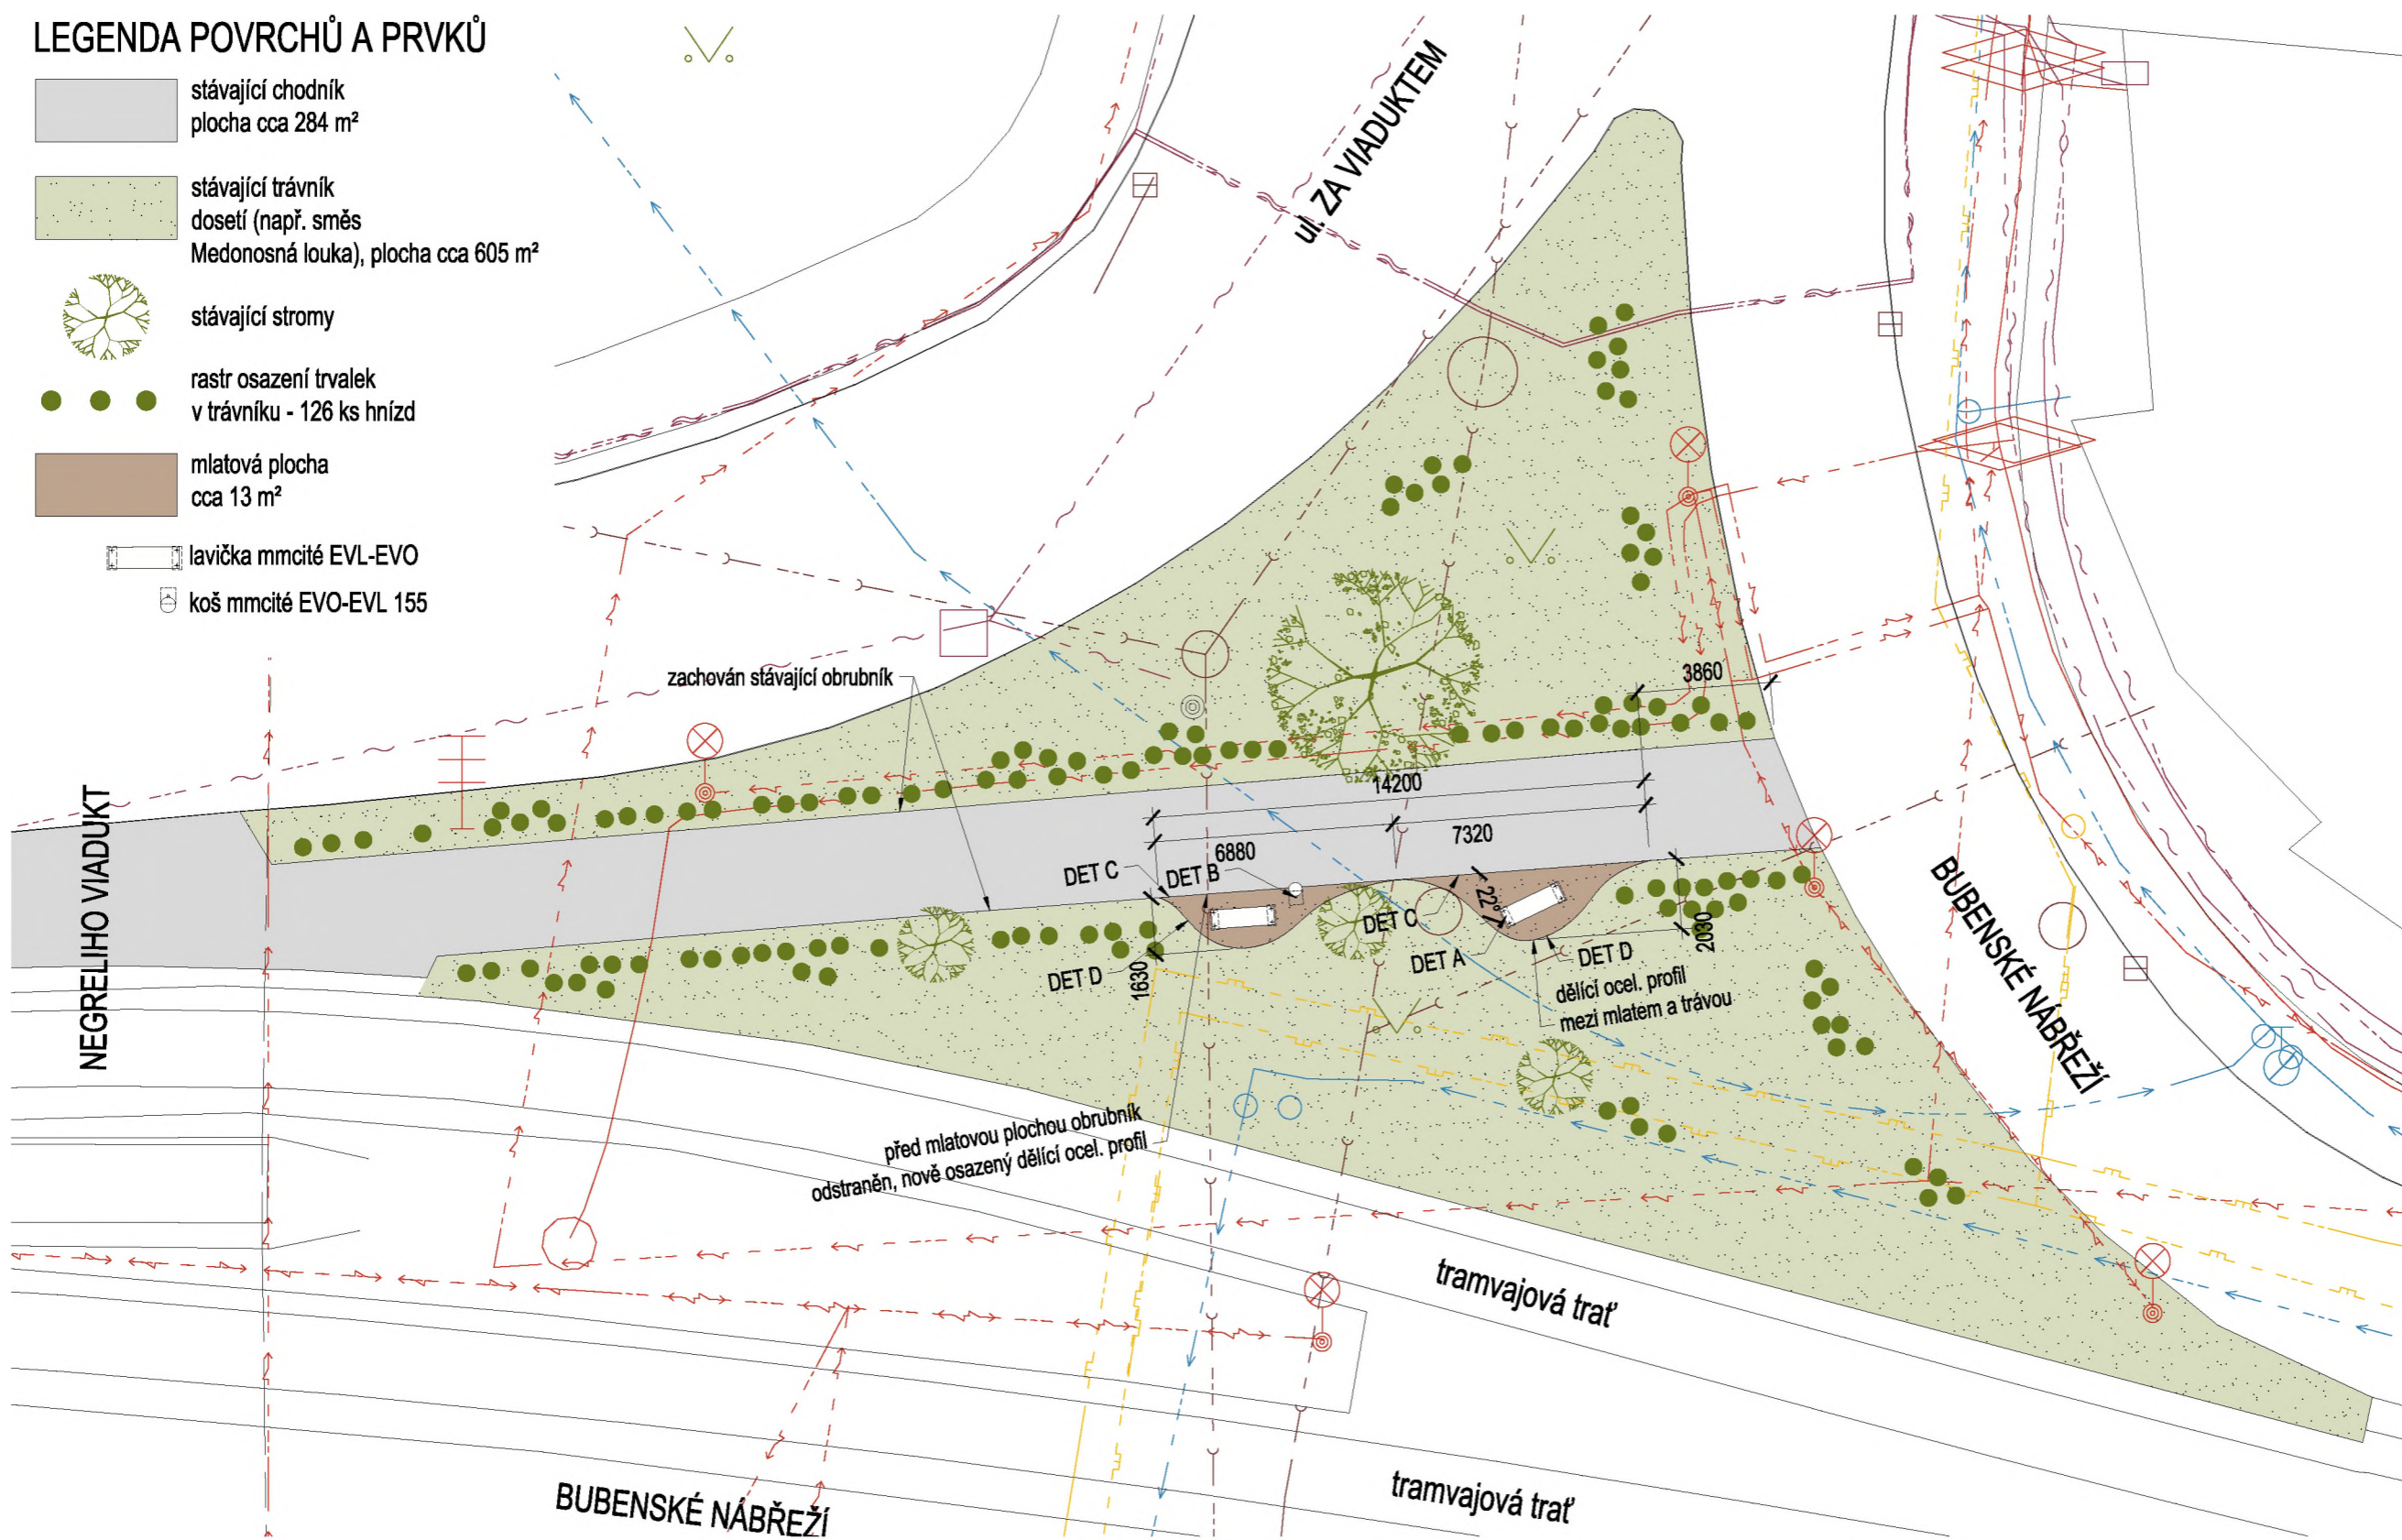 LEGENDA POVRCHŮ A PRVKŮ
stávající chodník
plocha cca 284 m²
stávající trávník
dosetí (např. směs
Medonosná louka), plocha cca 605 m²
stávající stromy
rastr osazení trvalek
v trávníku - 126 ks hnízd
mlatová plocha
cca 13 m²
lavička mmcité EVL-EVO
koš mmcité EVO-EVL 155
ul. ZA VIADUKTEM
zachován stávající obrubník
3860
14200
7320
6880
DET C
DET B
22°
DET C
DET A
DET D
2030
DET D
1630
dělící ocel. profil
mezi mlatem a trávou
NEGRELIHO VIADUKT
BUBENSKÉ NÁBŘEŽÍ
před mlatovou plochou obrubník
odstraněn, nově osazený dělící ocel. profil
tramvajová trať
tramvajová trať
BUBENSKÉ NÁBŘEŽÍ